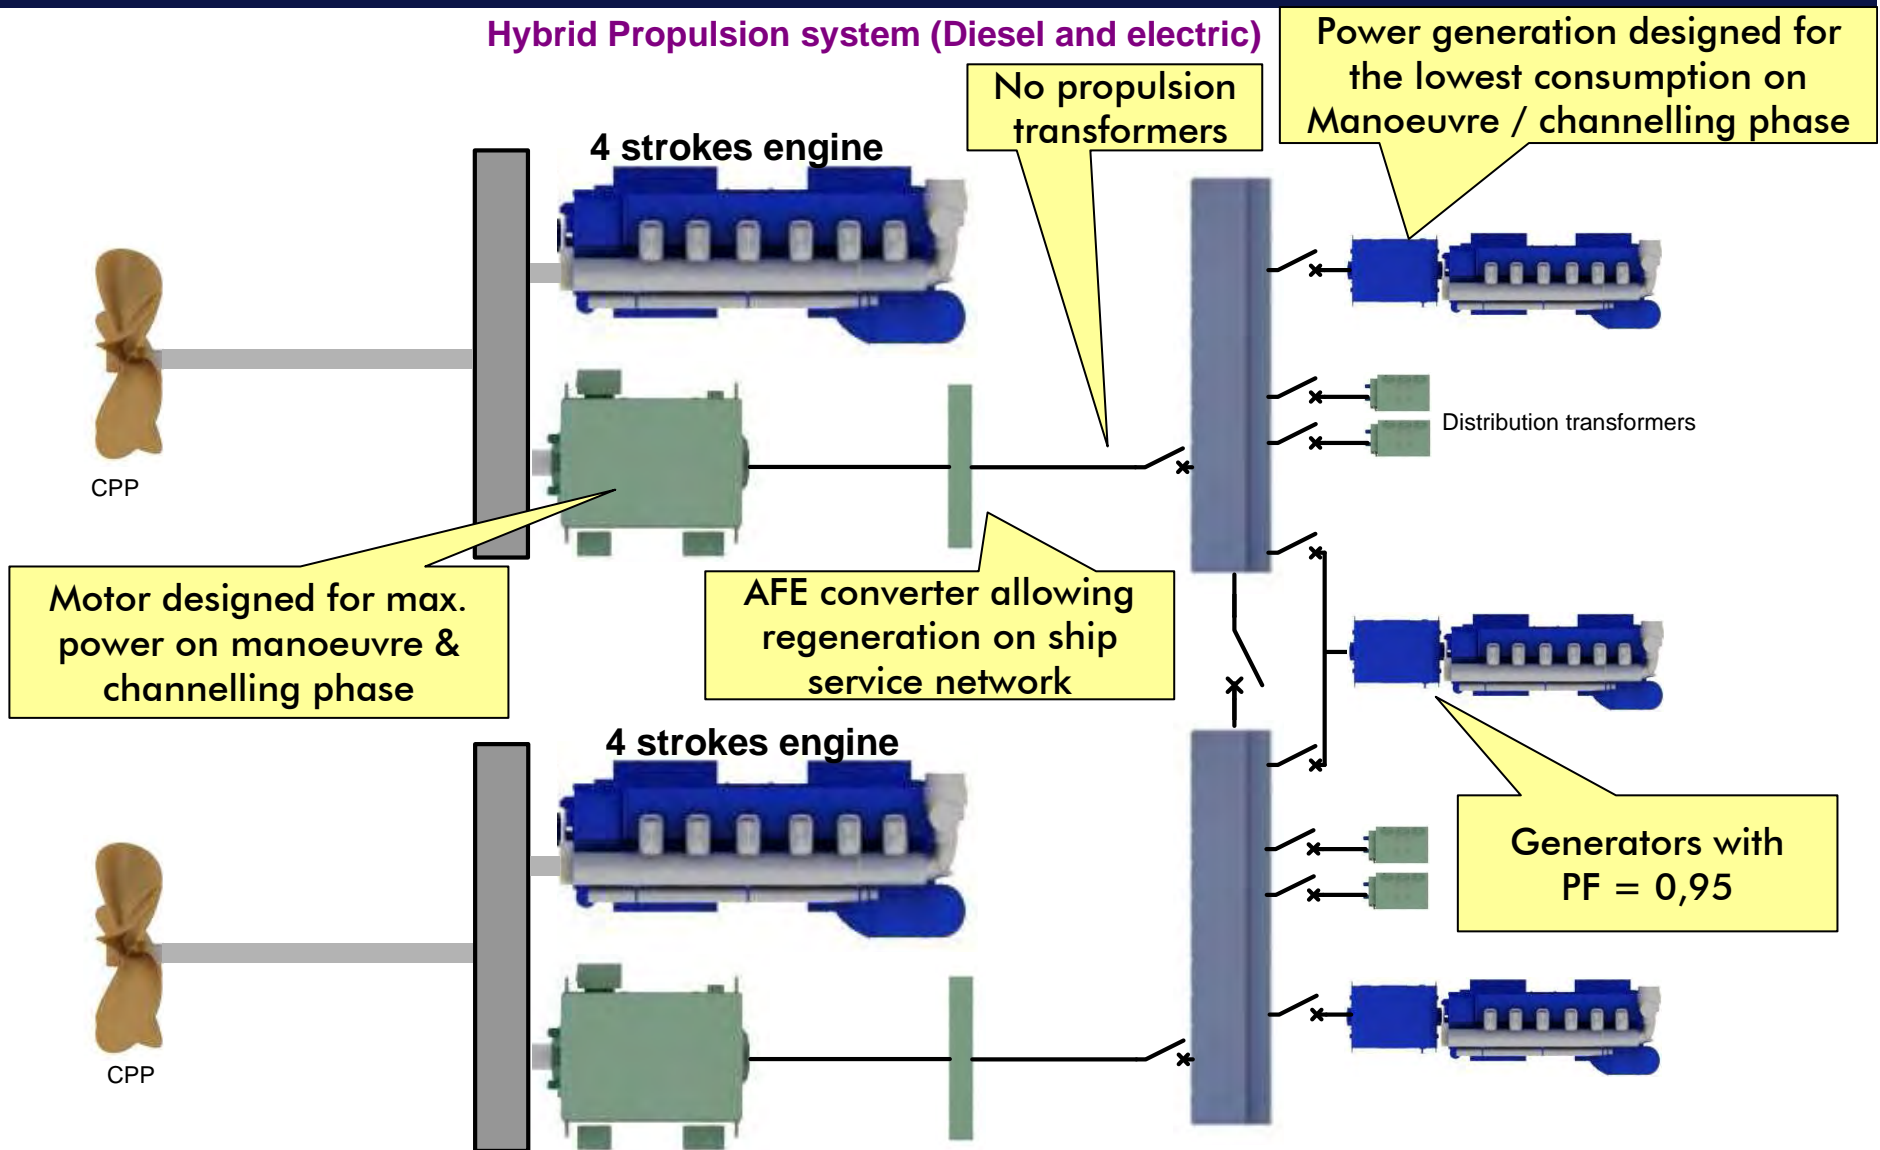 Hybrid Propulsion system (Diesel and electric)
Power generation designed for
the lowest consumption on
Manoeuvre / channelling phase
No propulsion
transformers
4 strokes engine
CPP
Distribution transformers
Motor designed for max.
power on manoeuvre &
channelling phase
AFE converter allowing
regeneration on ship
service network
4 strokes engine
Generators with
PF = 0,95
CPP